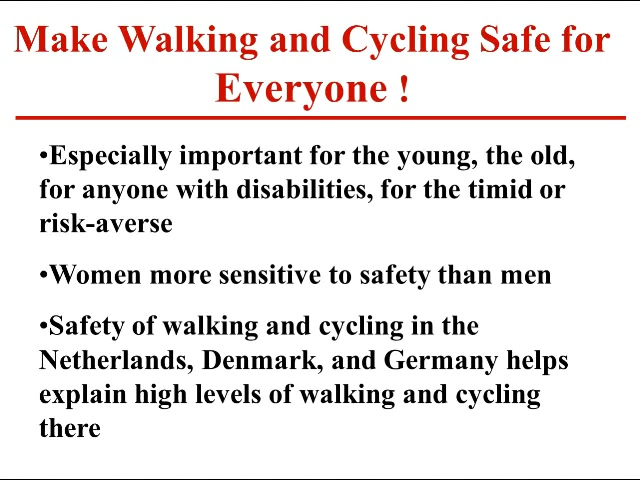 Make Walking and Cycling Safe for
Everyone !
•Especially important for the young, the old,
for anyone with disabilities, for the timid or
risk-averse
•Women more sensitive to safety than men
•Safety of walking and cycling in the
Netherlands, Denmark, and Germany helps
explain high levels of walking and cycling
there